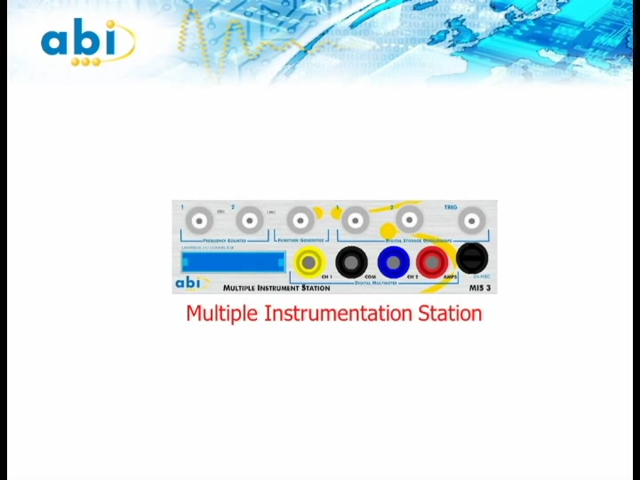 abi
1 2 1 2 TRIG
FREQUENCY COUNTER FUNCTION GENERATOR DIGITAL STORAGE OSCILLOSCOPE
CH 1 COM CH 2 AMPS
abi DIGITAL MULTIMETER
MULTIPLE INSTRUMENT STATION MIS 3
Multiple Instrumentation Station